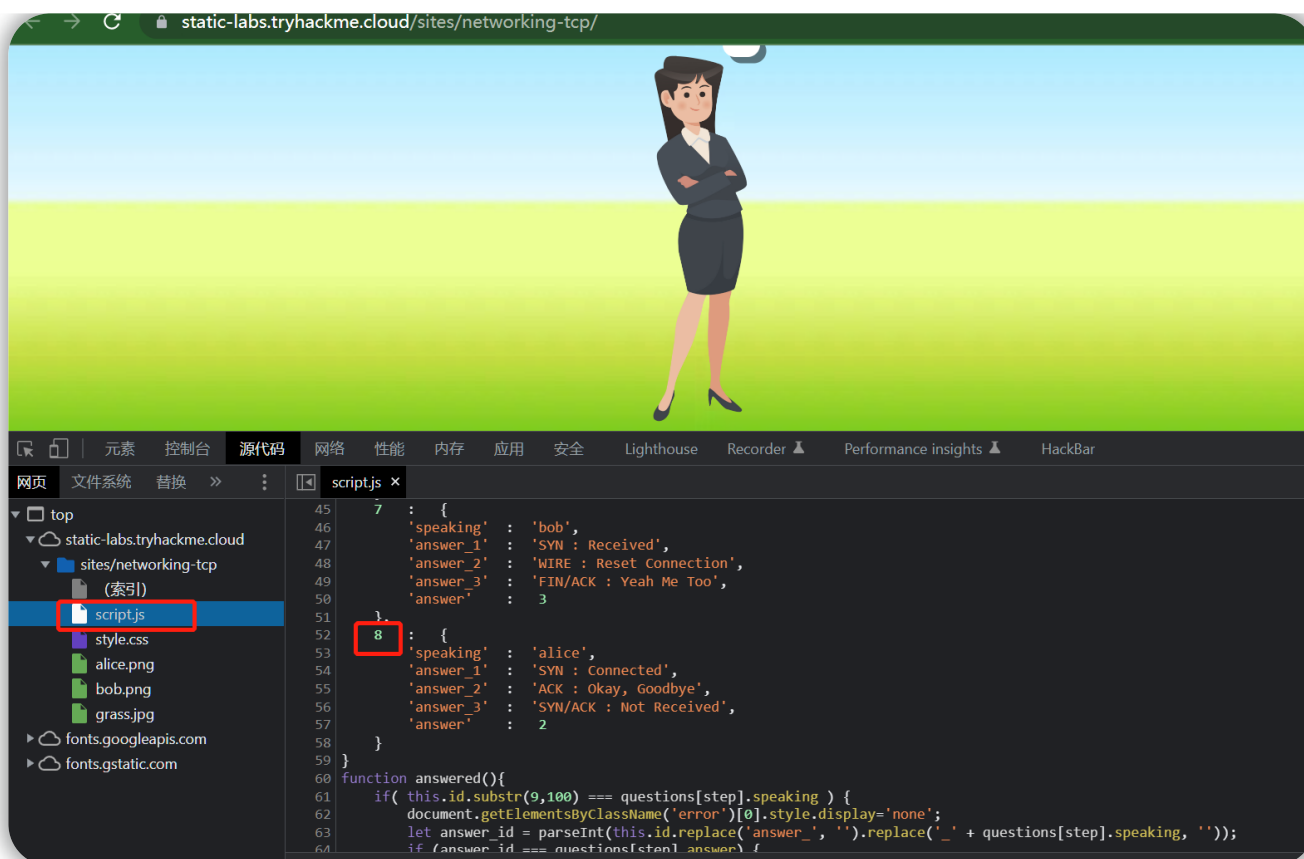 static-labs.tryhackme.cloud/sites/networking-tcp/
元素 控制台 源代码 网络 性能 内存 应用 安全 Lighthouse Recorder Performance insights HackBar
网页 文件系统 替换 » script.js ×
top
static-labs.tryhackme.cloud
sites/networking-tcp
(索引)
script.js
style.css
alice.png
bob.png
grass.jpg
fonts.googleapis.com
fonts.gstatic.com
45 7 : {
46 'speaking' : 'bob',
47 'answer_1' : 'SYN : Received',
48 'answer_2' : 'WIRE : Reset Connection',
49 'answer_3' : 'FIN/ACK : Yeah Me Too',
50 'answer' : 3
51 },
52 8 : {
53 'speaking' : 'alice',
54 'answer_1' : 'SYN : Connected',
55 'answer_2' : 'ACK : Okay, Goodbye',
56 'answer_3' : 'SYN/ACK : Not Received',
57 'answer' : 2
58 }
59 }
60 function answered(){
61 if( this.id.substr(9,100) === questions[step].speaking ) {
62 document.getElementsByClassName('error')[0].style.display='none';
63 let answer_id = parseInt(this.id.replace('answer_', '').replace('_' + questions[step].speaking, ''));
64 if (answer_id === questions[step].answer) {